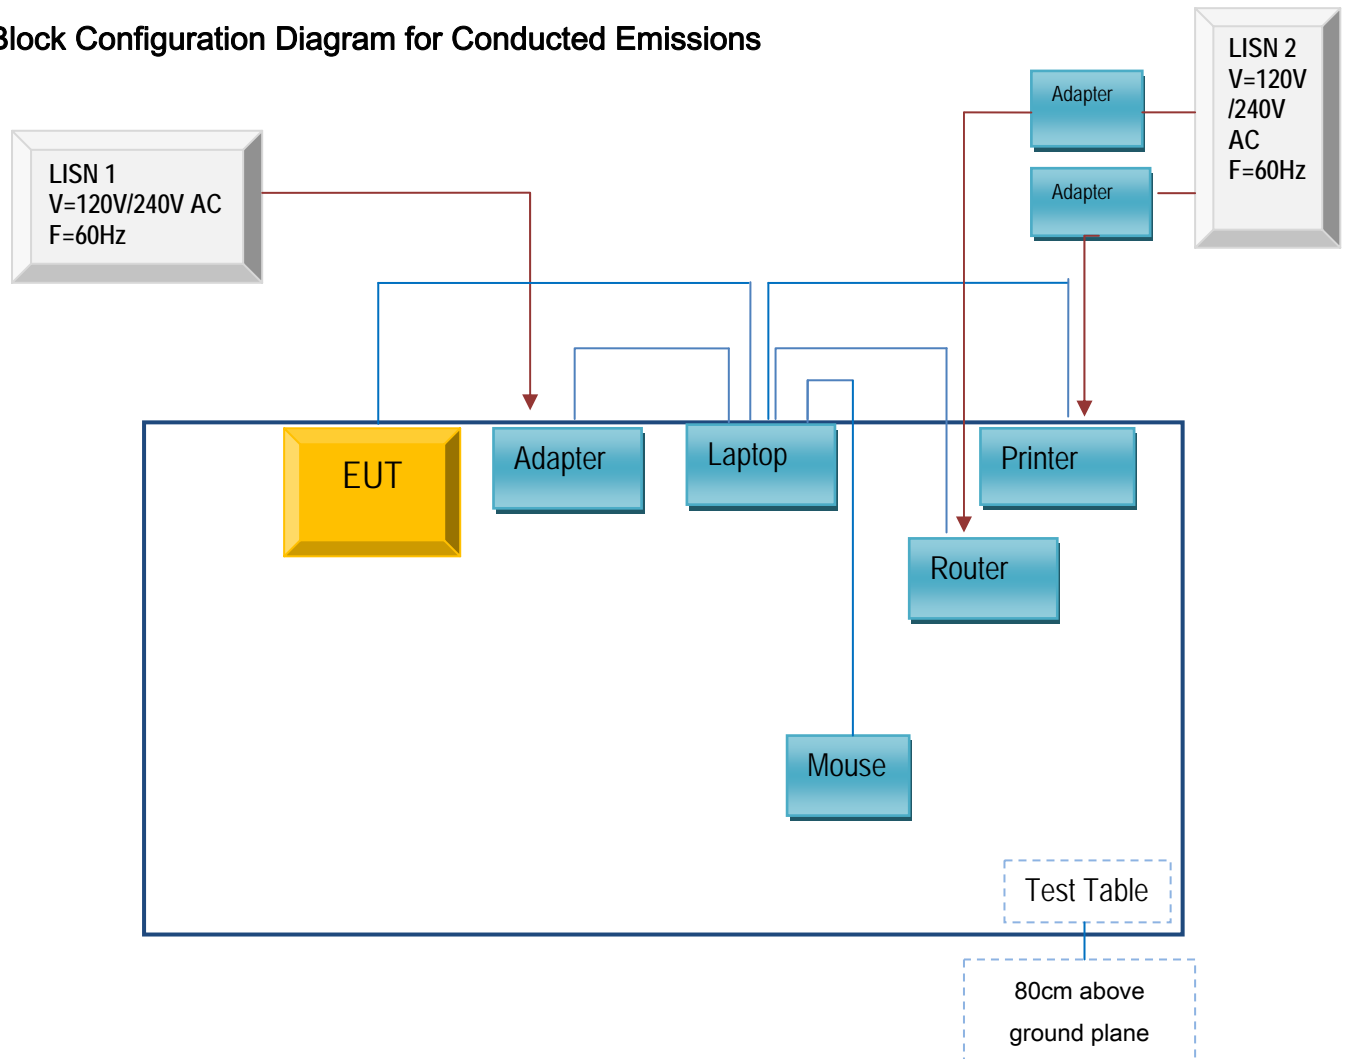 Block Configuration Diagram for Conducted Emissions
LISN 2
V=120V
/240V
AC
F=60Hz
Adapter
Adapter
LISN 1
V=120V/240V AC
F=60Hz
EUT
Adapter
Laptop
Printer
Router
Mouse
Test Table
80cm above
ground plane